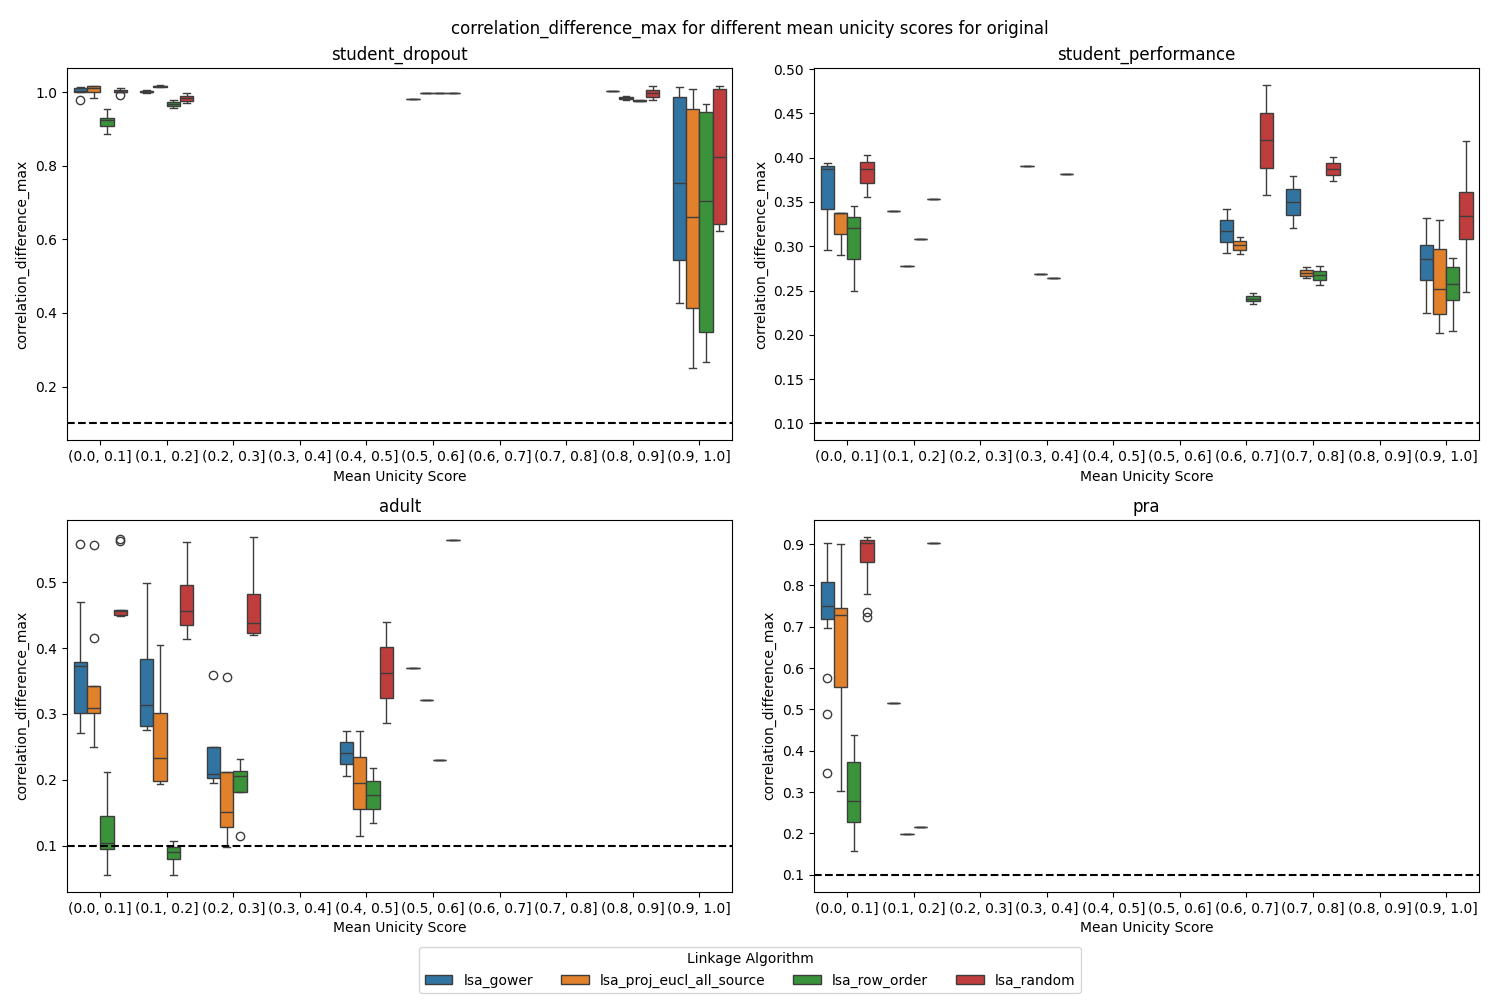 correlation_difference_max for different mean unicity scores for original
student_dropout
correlation_difference_max
1.0
0.8
0.6
0.4
0.2
(0.0, 0.1] (0.1, 0.2] (0.2, 0.3] (0.3, 0.4] (0.4, 0.5] (0.5, 0.6] (0.6, 0.7] (0.7, 0.8] (0.8, 0.9] (0.9, 1.0]
Mean Unicity Score
student_performance
correlation_difference_max
0.50
0.45
0.40
0.35
0.30
0.25
0.20
0.15
0.10
(0.0, 0.1] (0.1, 0.2] (0.2, 0.3] (0.3, 0.4] (0.4, 0.5] (0.5, 0.6] (0.6, 0.7] (0.7, 0.8] (0.8, 0.9] (0.9, 1.0]
Mean Unicity Score
adult
correlation_difference_max
0.5
0.4
0.3
0.2
0.1
(0.0, 0.1] (0.1, 0.2] (0.2, 0.3] (0.3, 0.4] (0.4, 0.5] (0.5, 0.6] (0.6, 0.7] (0.7, 0.8] (0.8, 0.9] (0.9, 1.0]
Mean Unicity Score
pra
correlation_difference_max
0.9
0.8
0.7
0.6
0.5
0.4
0.3
0.2
0.1
(0.0, 0.1] (0.1, 0.2] (0.2, 0.3] (0.3, 0.4] (0.4, 0.5] (0.5, 0.6] (0.6, 0.7] (0.7, 0.8] (0.8, 0.9] (0.9, 1.0]
Mean Unicity Score
Linkage Algorithm
lsa_gower lsa_proj_eucl_all_source lsa_row_order lsa_random